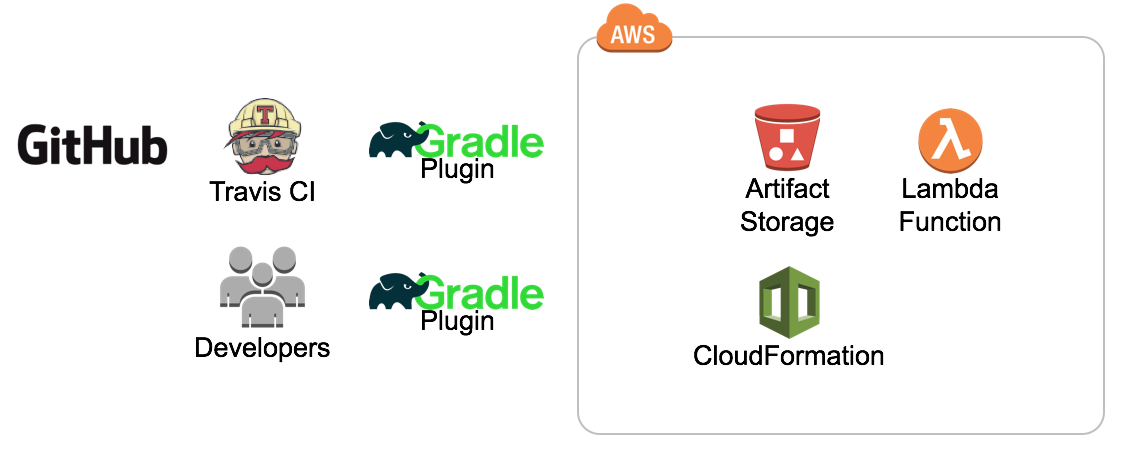 AWS
GitHub
T
Travis CI
Gradle
Plugin
Artifact
Storage
Lambda
Function
λ
Developers
Gradle
Plugin
CloudFormation